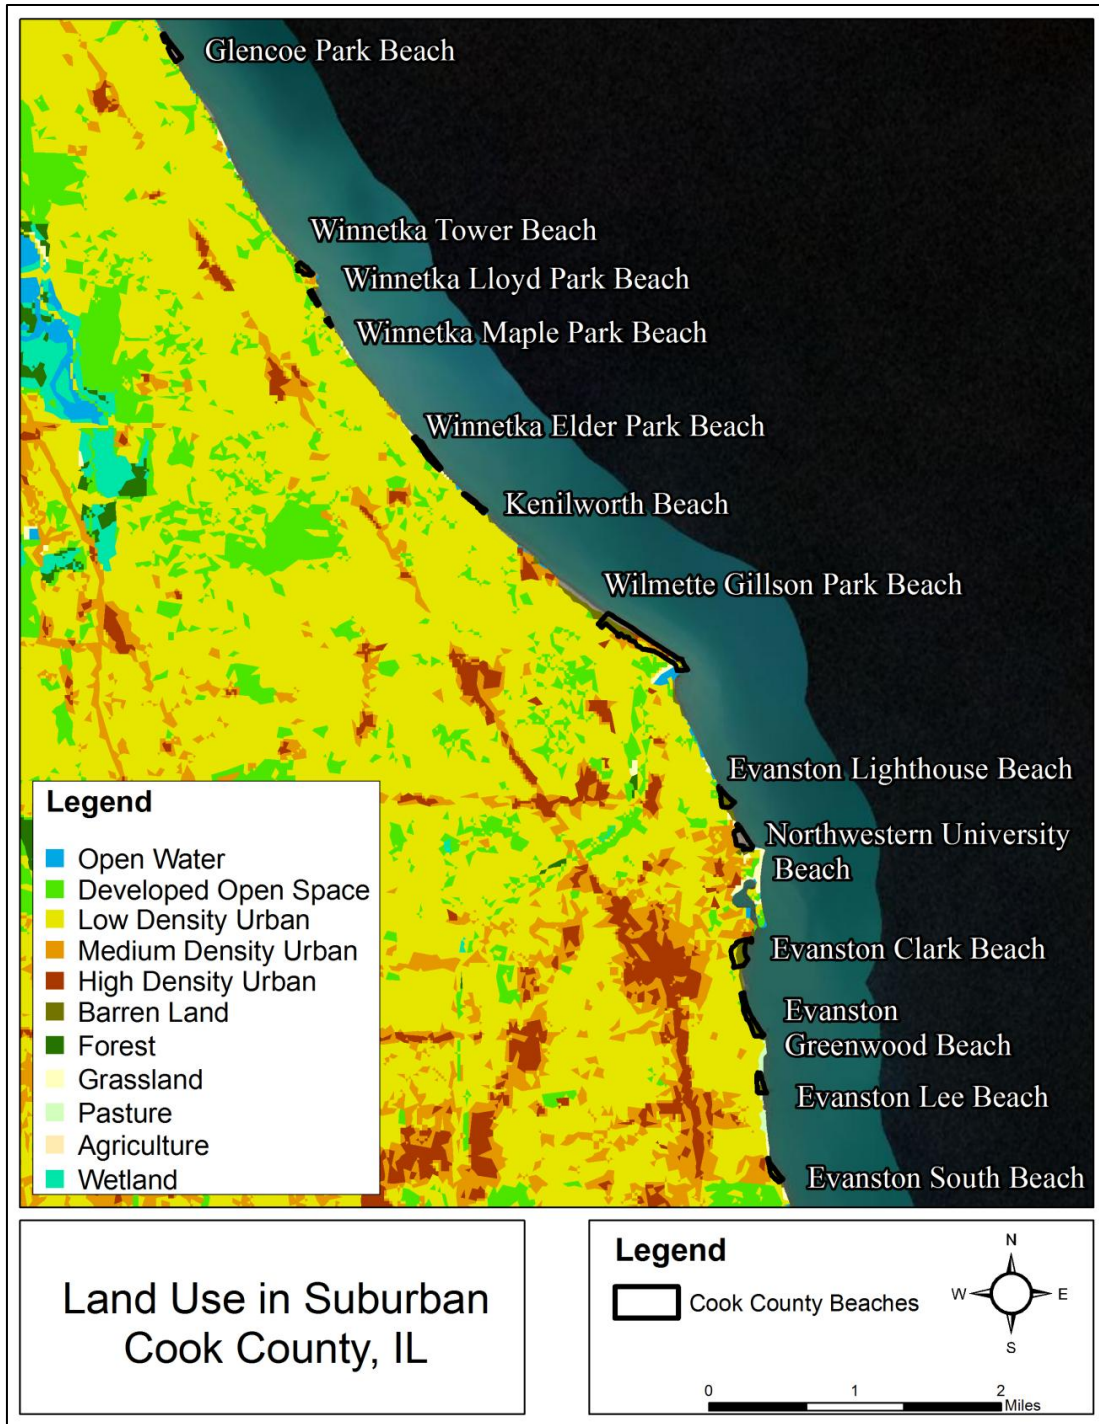 Glencoe Park Beach
Winnetka Tower Beach
Winnetka Lloyd Park Beach
Winnetka Maple Park Beach
Winnetka Elder Park Beach
Kenilworth Beach
Wilmette Gillson Park Beach
Evanston Lighthouse Beach
Northwestern University
Beach
Evanston Clark Beach
Evanston
Greenwood Beach
Evanston Lee Beach
Evanston South Beach
Legend
Open Water
Developed Open Space
Low Density Urban
Medium Density Urban
High Density Urban
Barren Land
Forest
Grassland
Pasture
Agriculture
Wetland
Land Use in Suburban
Cook County, IL
Legend
Cook County Beaches
N
W E
S
0 1 2
Miles